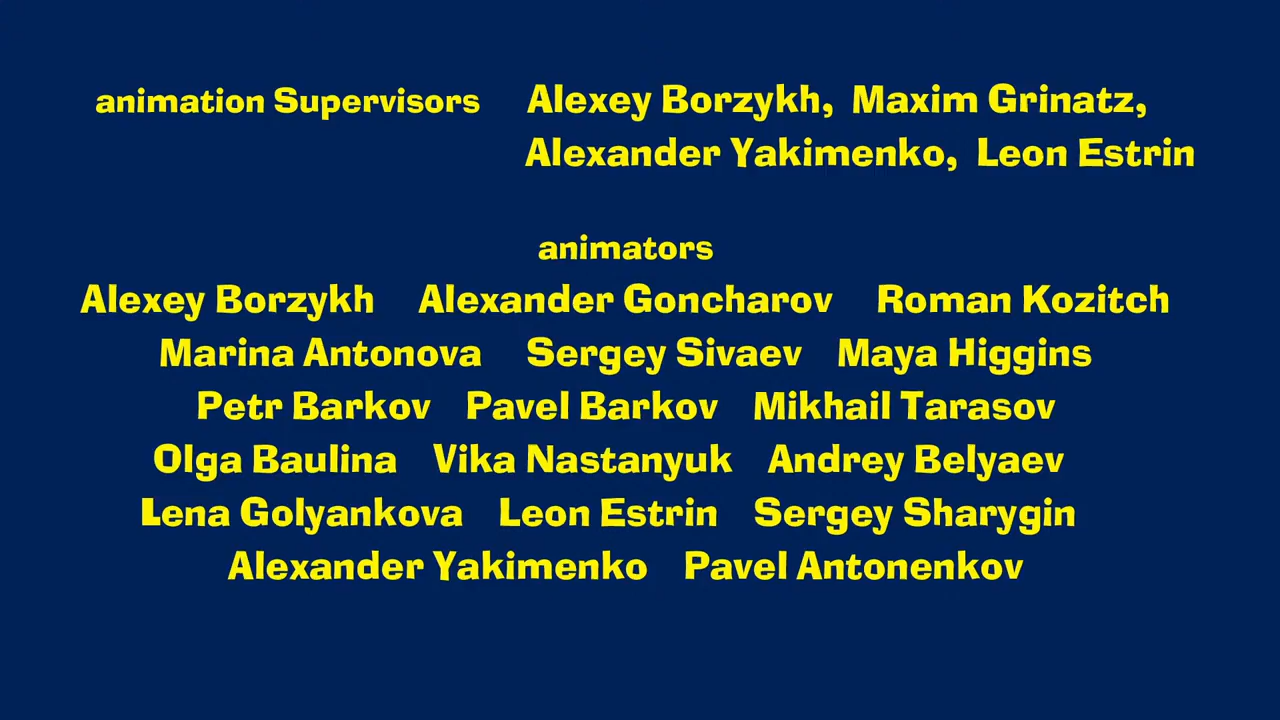 animation Supervisors Alexey Borzykh, Maxim Grinatz,
Alexander Yakimenko, Leon Estrin
animators
Alexey Borzykh Alexander Goncharov Roman Kozitch
Marina Antonova Sergey Sivaev Maya Higgins
Petr Barkov Pavel Barkov Mikhail Tarasov
Olga Baulina Vika Nastanyuk Andrey Belyaev
Lena Golyankova Leon Estrin Sergey Sharygin
Alexander Yakimenko Pavel Antonenkov